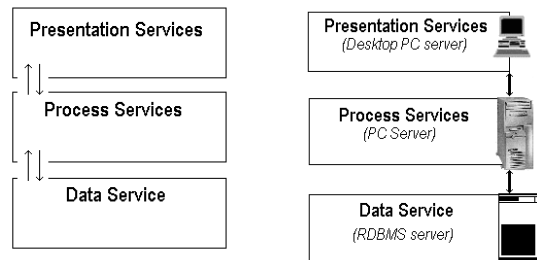 Presentation Services
Process Services
Data Service
Presentation Services
(Desktop PC server)
Process Services
(PC Server)
Data Service
(RDBMS server)